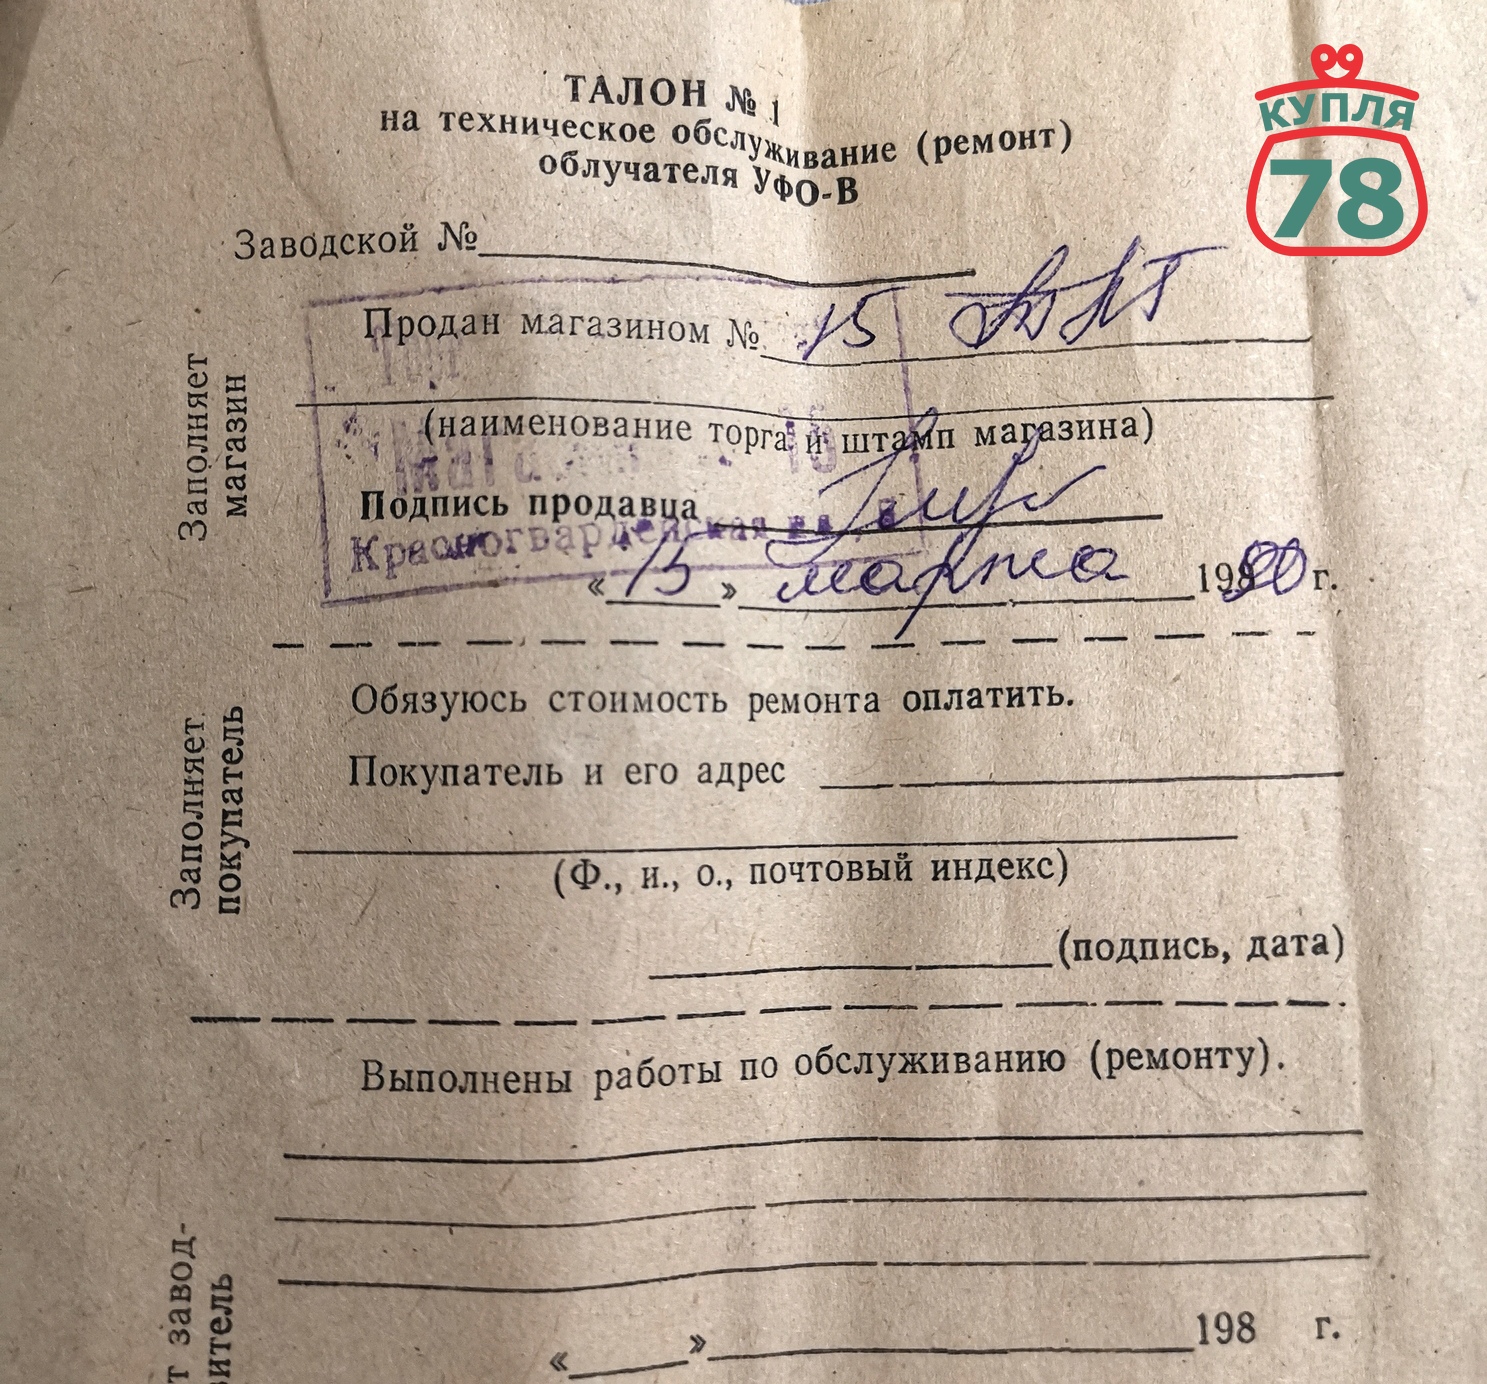 КУПЛЯ
78
ТАЛОН № 1
на техническое обслуживание (ремонт)
облучателя УФО-В
Заводской №
Продан магазином № 15
(наименование торга и штамп магазина)
Подпись продавца
Красногвардейская
« 15 » марта 1990 г.
Заполняет
магазин
Обязуюсь стоимость ремонта оплатить.
Покупатель и его адрес
(Ф., и., о., почтовый индекс)
(подпись, дата)
Заполняет
покупатель
Выполнены работы по обслуживанию (ремонту).
« » 198 г.
т завод-
витель